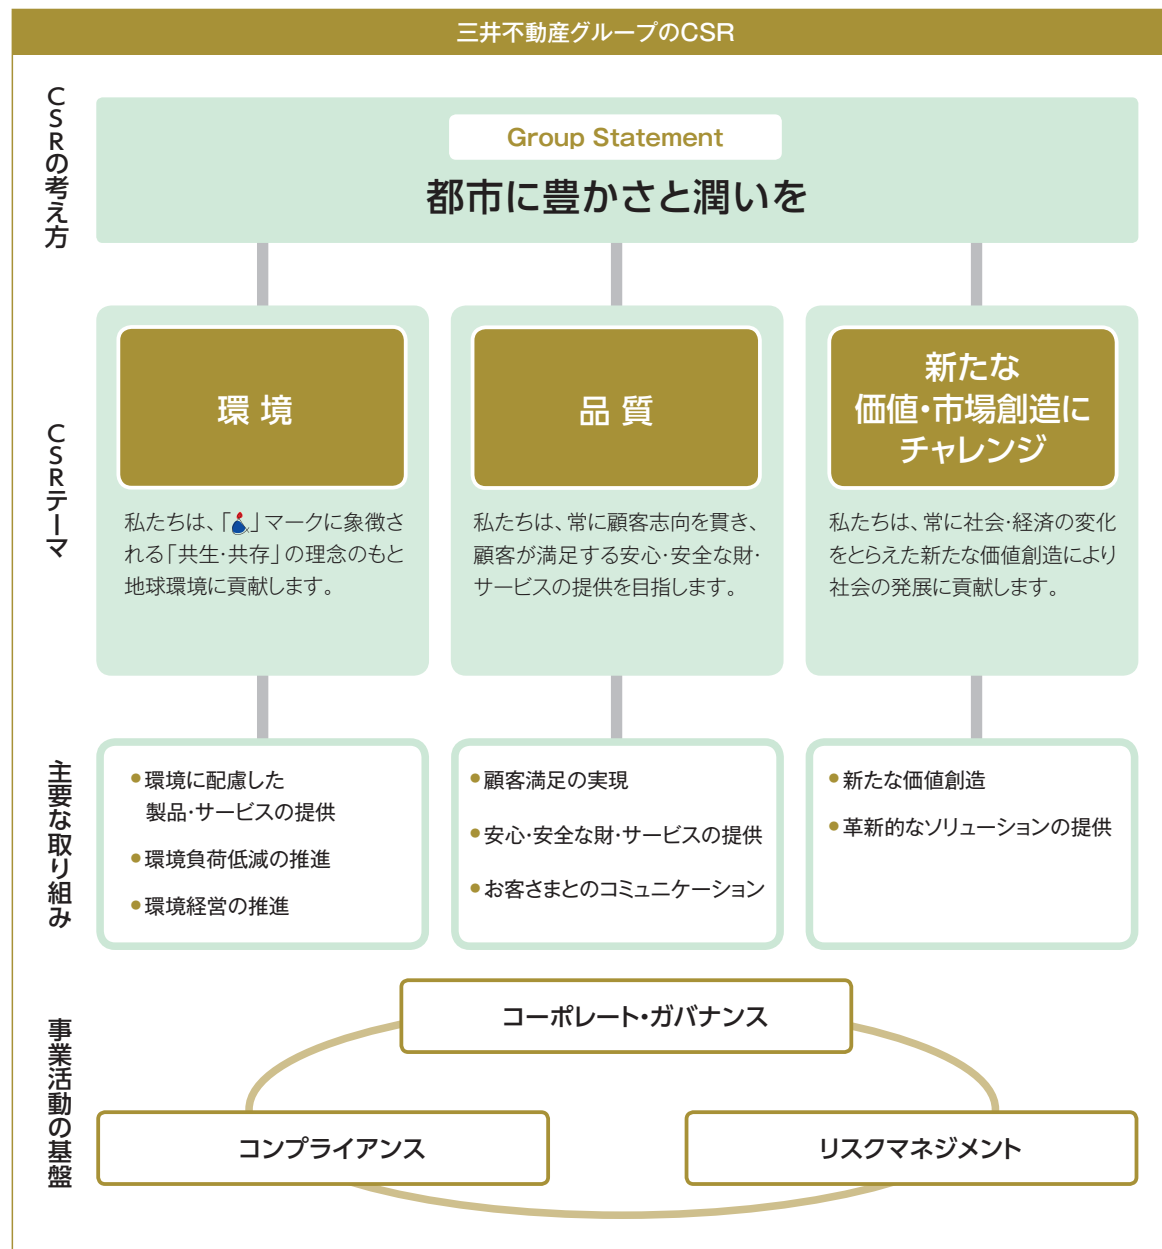 三井不動産グループのCSR
CSRの考え方
Group Statement
都市に豊かさと潤いを
CSRテーマ
環境
私たちは、「」マークに象徴さ
れる「共生・共存」の理念のもと
地球環境に貢献します。
品質
私たちは、常に顧客志向を貫き、
顧客が満足する安心・安全な財・
サービスの提供を目指します。
新たな
価値・市場創造に
チャレンジ
私たちは、常に社会・経済の変化
をとらえた新たな価値創造により
社会の発展に貢献します。
主要な取り組み
●環境に配慮した
製品・サービスの提供
●環境負荷低減の推進
●環境経営の推進
●顧客満足の実現
●安心・安全な財・サービスの提供
●お客さまとのコミュニケーション
●新たな価値創造
●革新的なソリューションの提供
事業活動の基盤
コーポレート・ガバナンス
コンプライアンス
リスクマネジメント